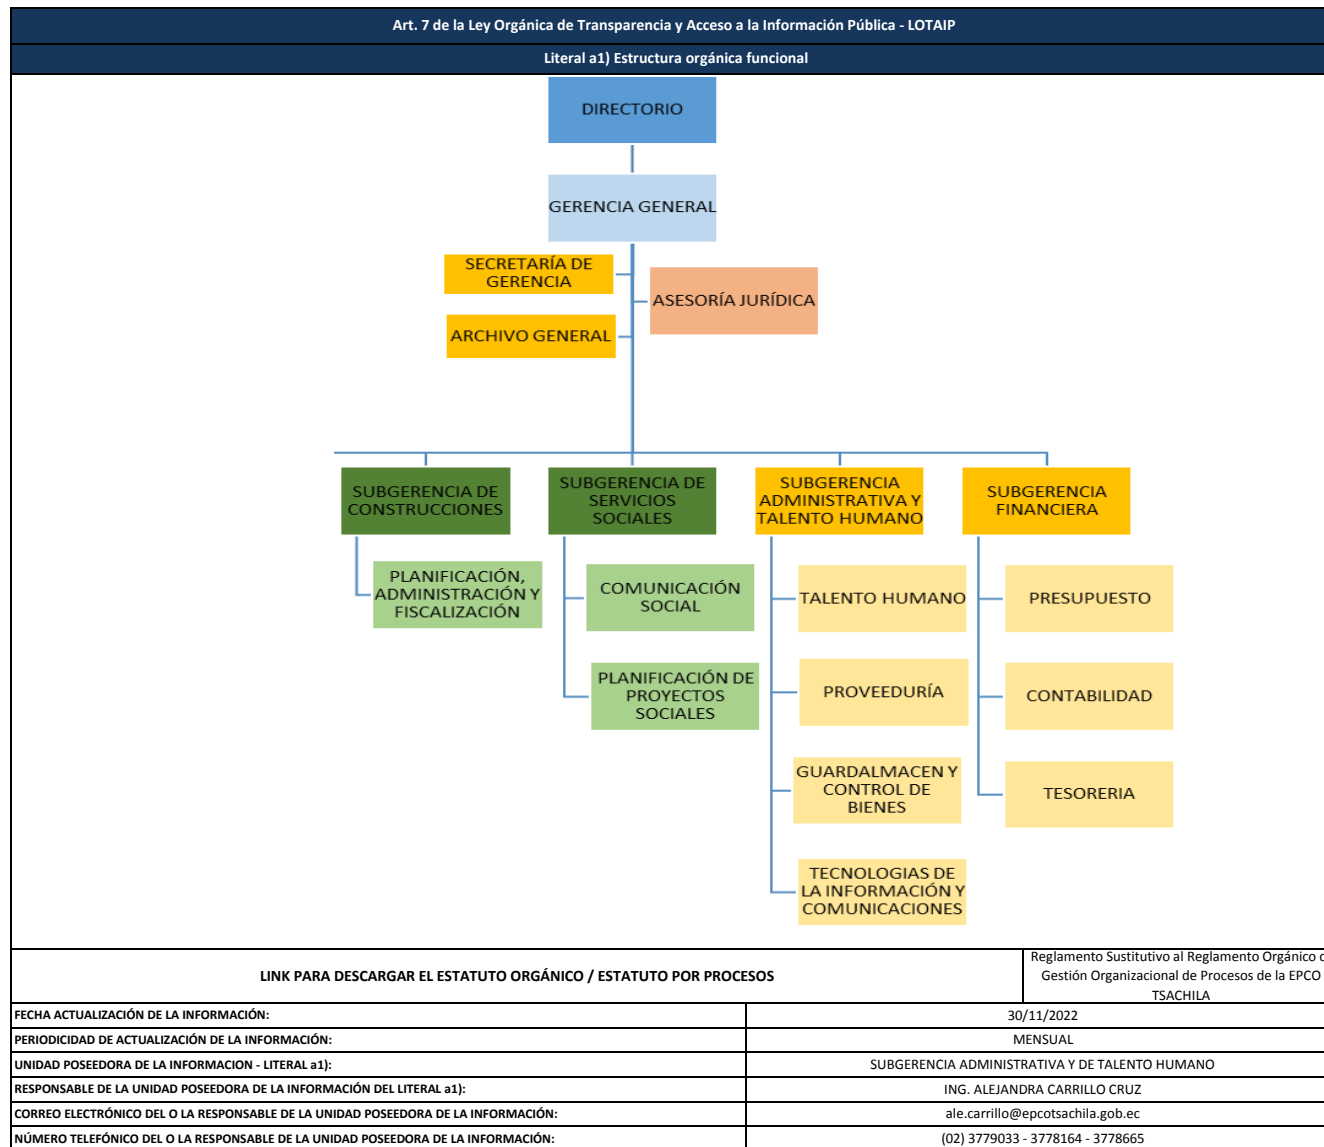 Art. 7 de la Ley Orgánica de Transparencia y Acceso a la Información Pública - LOTAIP
Literal a1) Estructura orgánica funcional
DIRECTORIO
GERENCIA GENERAL
SECRETARÍA DE
GERENCIA
ASESORÍA JURÍDICA
ARCHIVO GENERAL
SUBGERENCIA DE
CONSTRUCCIONES
SUBGERENCIA DE
SERVICIOS
SOCIALES
SUBGERENCIA
ADMINISTRATIVA Y
TALENTO HUMANO
SUBGERENCIA
FINANCIERA
PLANIFICACIÓN,
ADMINISTRACIÓN Y
FISCALIZACIÓN
COMUNICACIÓN
SOCIAL
TALENTO HUMANO
PRESUPUESTO
PLANIFICACIÓN DE
PROYECTOS
SOCIALES
PROVEEDURÍA
CONTABILIDAD
GUARDALMACEN Y
CONTROL DE
BIENES
TESORERIA
TECNOLOGIAS DE
LA INFORMACIÓN Y
COMUNICACIONES
LINK PARA DESCARGAR EL ESTATUTO ORGÁNICO / ESTATUTO POR PROCESOS
Reglamento Sustitutivo al Reglamento Orgánico
Gestión Organizacional de Procesos de la EPCO
TSACHILA
FECHA ACTUALIZACIÓN DE LA INFORMACIÓN:
30/11/2022
PERIODICIDAD DE ACTUALIZACIÓN DE LA INFORMACIÓN:
MENSUAL
UNIDAD POSEEDORA DE LA INFORMACION - LITERAL a1):
SUBGERENCIA ADMINISTRATIVA Y DE TALENTO HUMANO
RESPONSABLE DE LA UNIDAD POSEEDORA DE LA INFORMACIÓN DEL LITERAL a1):
ING. ALEJANDRA CARRILLO CRUZ
CORREO ELECTRÓNICO DEL O LA RESPONSABLE DE LA UNIDAD POSEEDORA DE LA INFORMACIÓN:
ale.carrillo@epcotsachila.gob.ec
NÚMERO TELEFÓNICO DEL O LA RESPONSABLE DE LA UNIDAD POSEEDORA DE LA INFORMACIÓN:
(02) 3779033 - 3778164 - 3778665